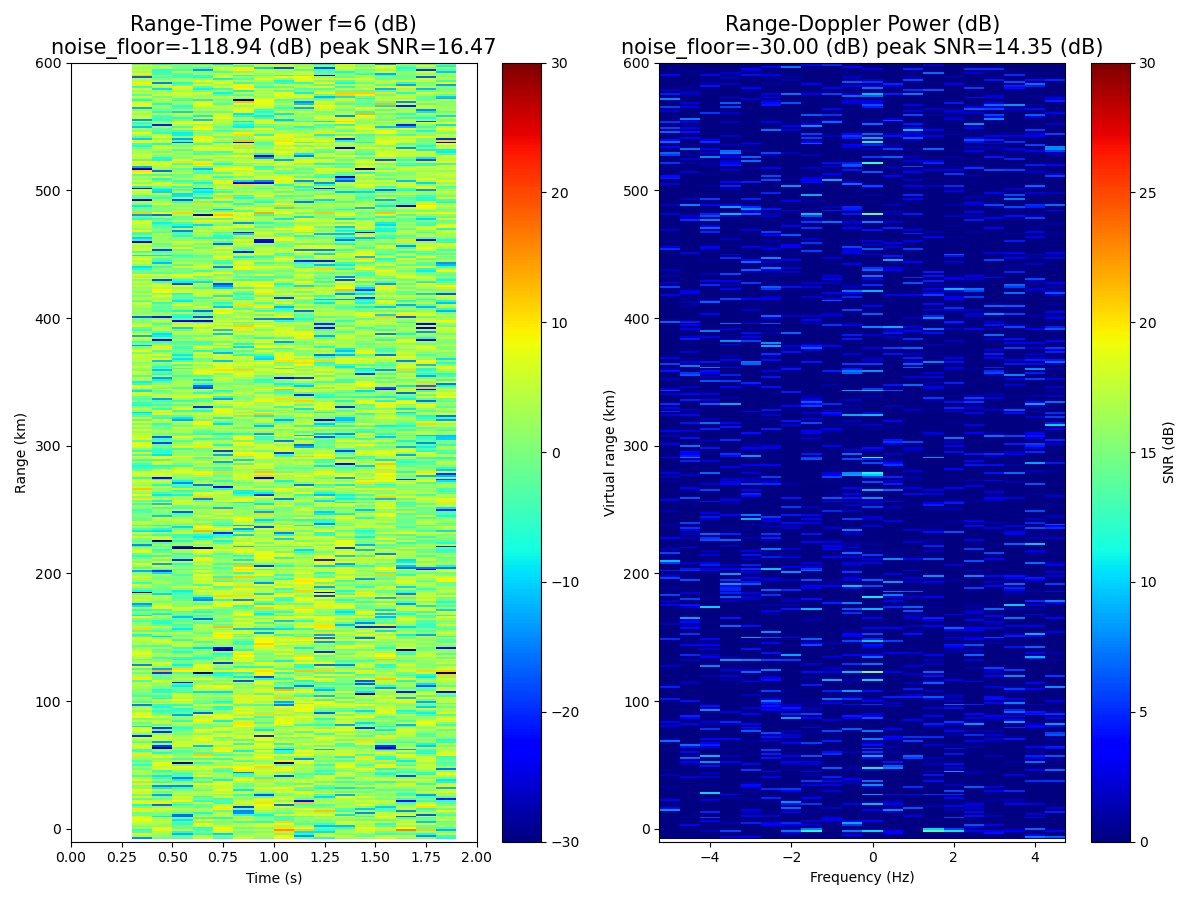 Range-Time Power f=6 (dB)
noise_floor=-118.94 (dB) peak SNR=16.47
600
500
400
300
200
100
0
Range (km)
0.00 0.25 0.50 0.75 1.00 1.25 1.50 1.75 2.00
Time (s)
30
20
10
0
−10
−20
−30
Range-Doppler Power (dB)
noise_floor=-30.00 (dB) peak SNR=14.35 (dB)
600
500
400
300
200
100
0
Virtual range (km)
−4 −2 0 2 4
Frequency (Hz)
30
25
20
15
10
5
0
SNR (dB)